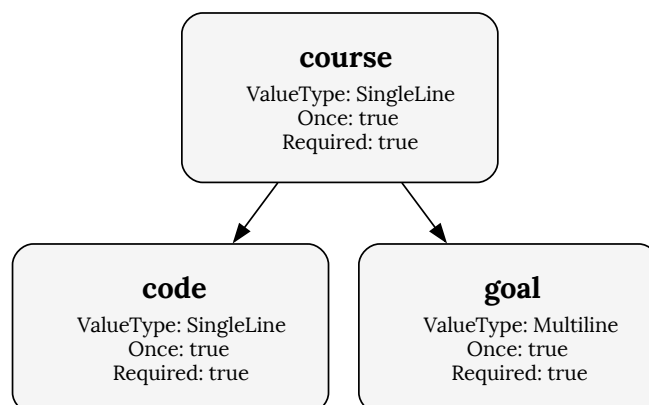 course
ValueType: SingleLine
Once: true
Required: true
code
ValueType: SingleLine
Once: true
Required: true
goal
ValueType: Multiline
Once: true
Required: true